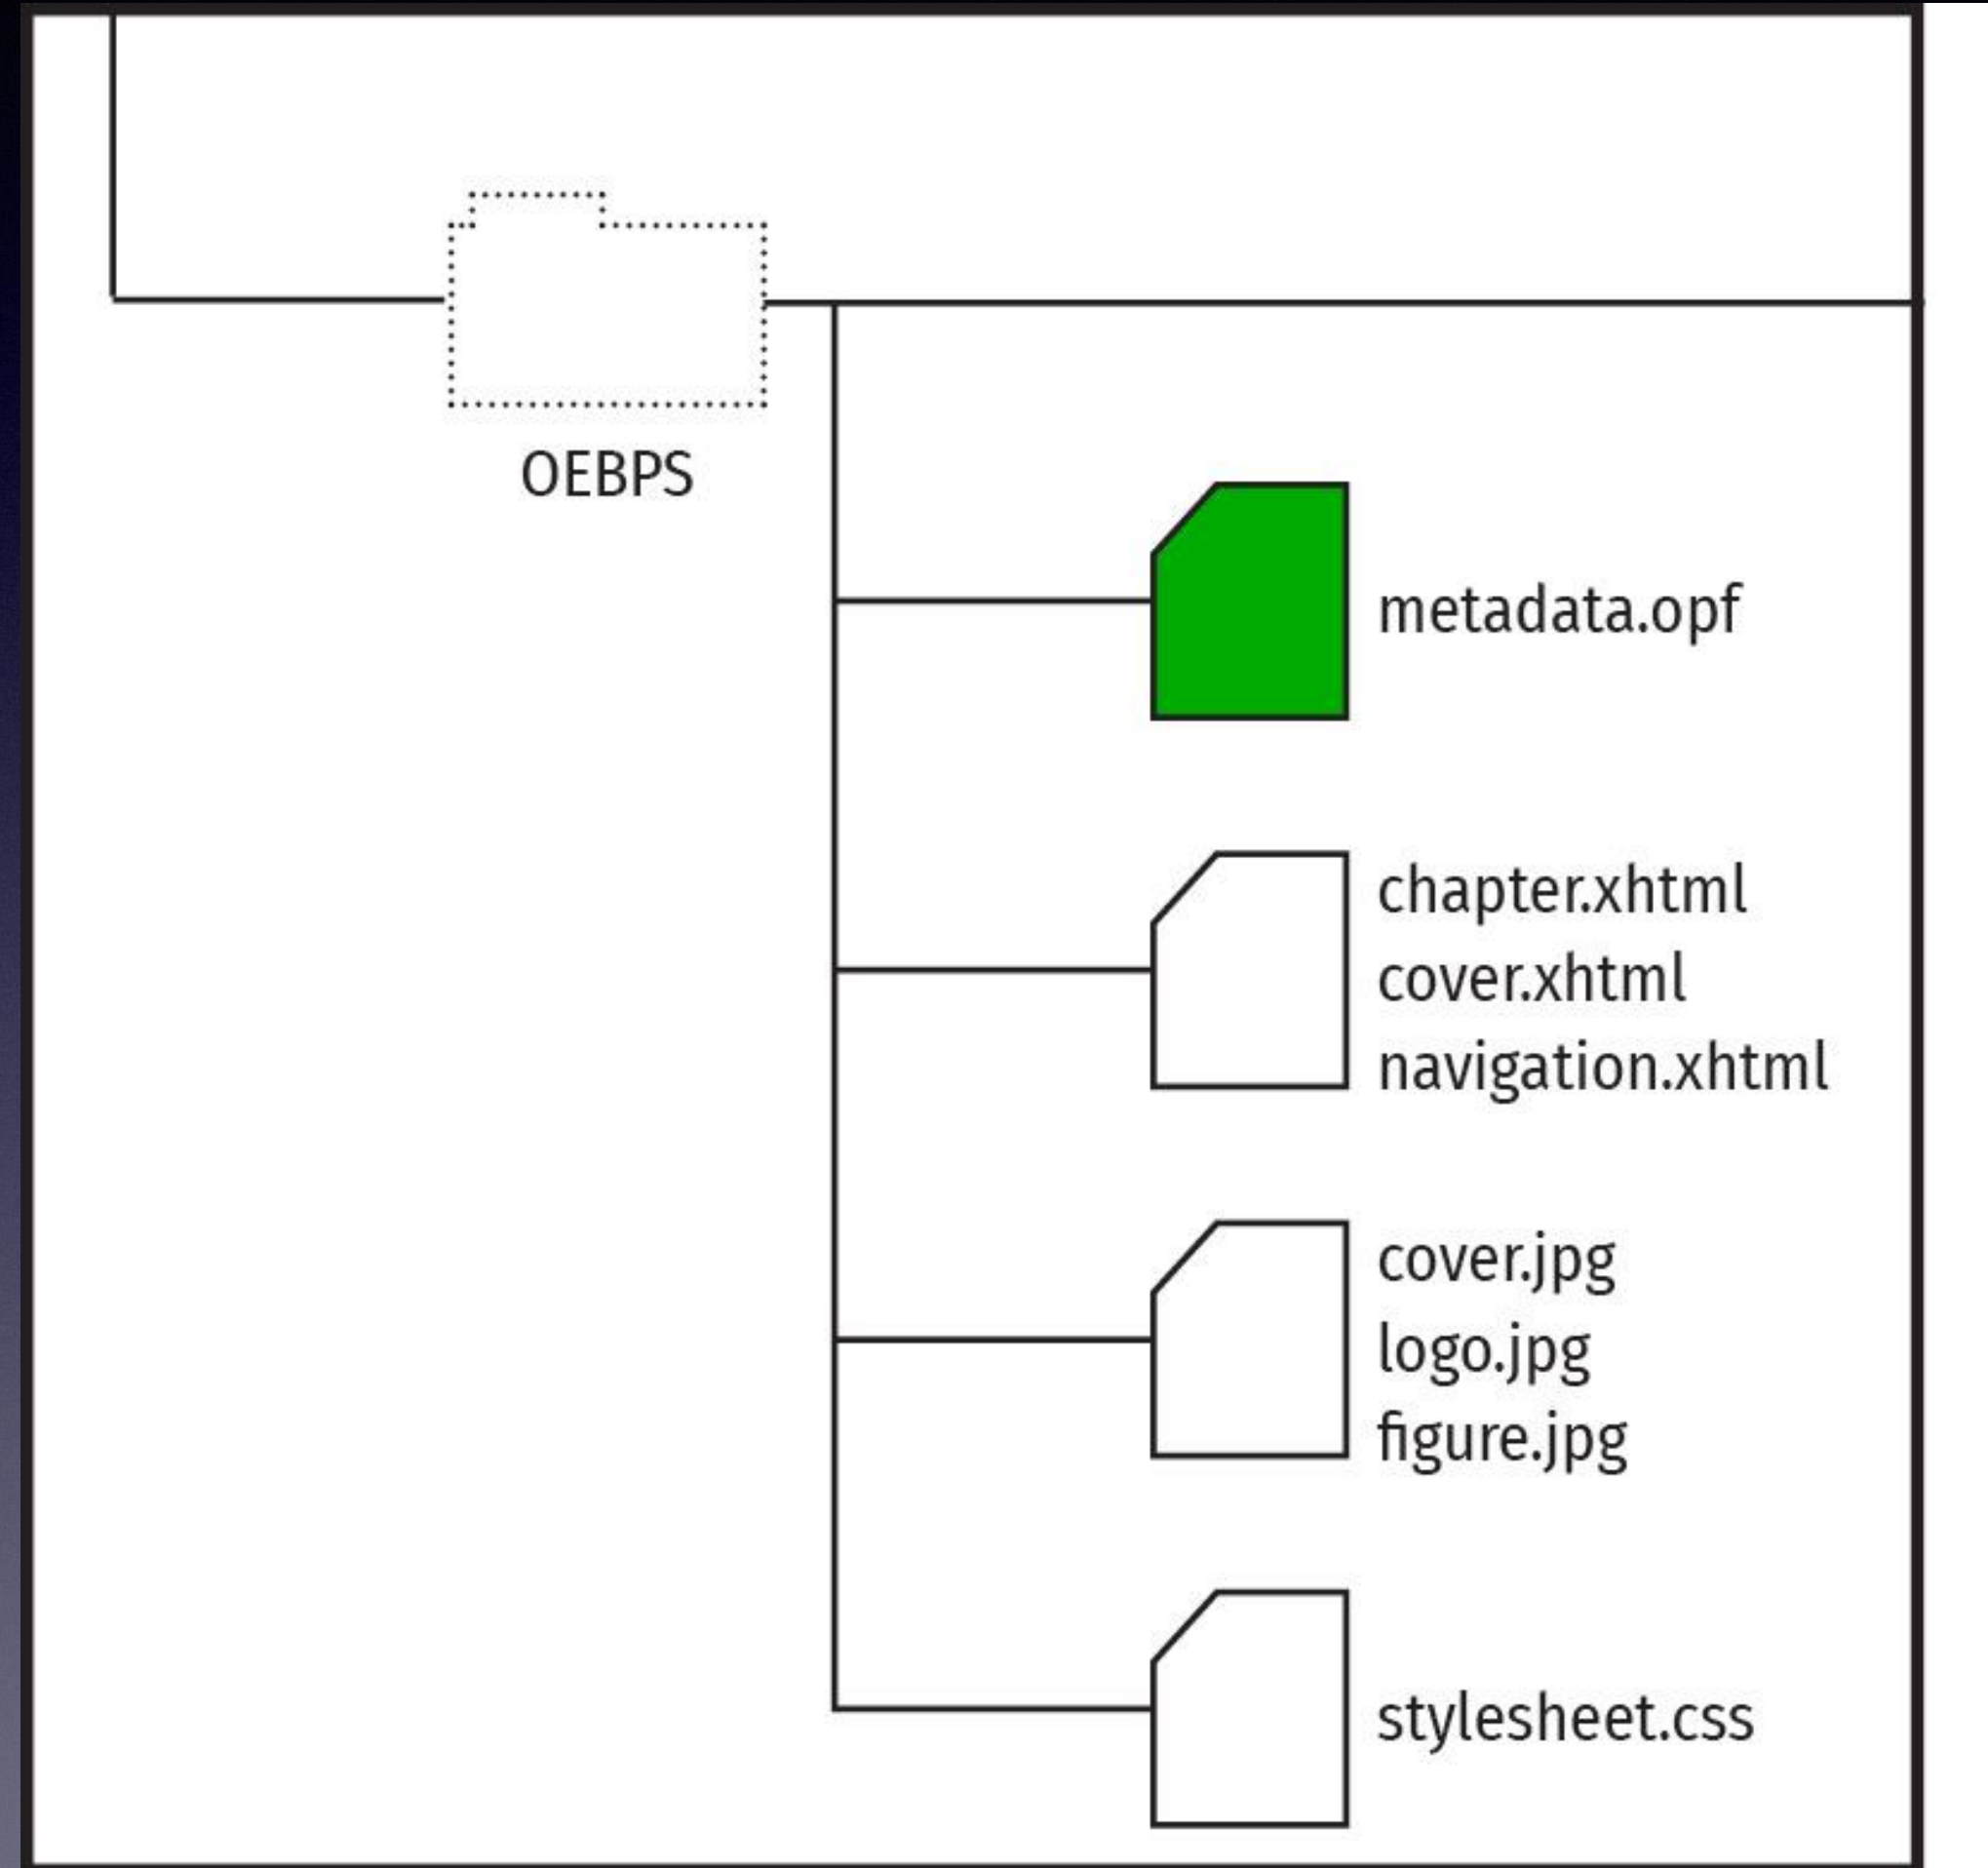 OEBPS
metadata.opf
chapter.xhtml
cover.xhtml
navigation.xhtml
cover.jpg
logo.jpg
figure.jpg
stylesheet.css